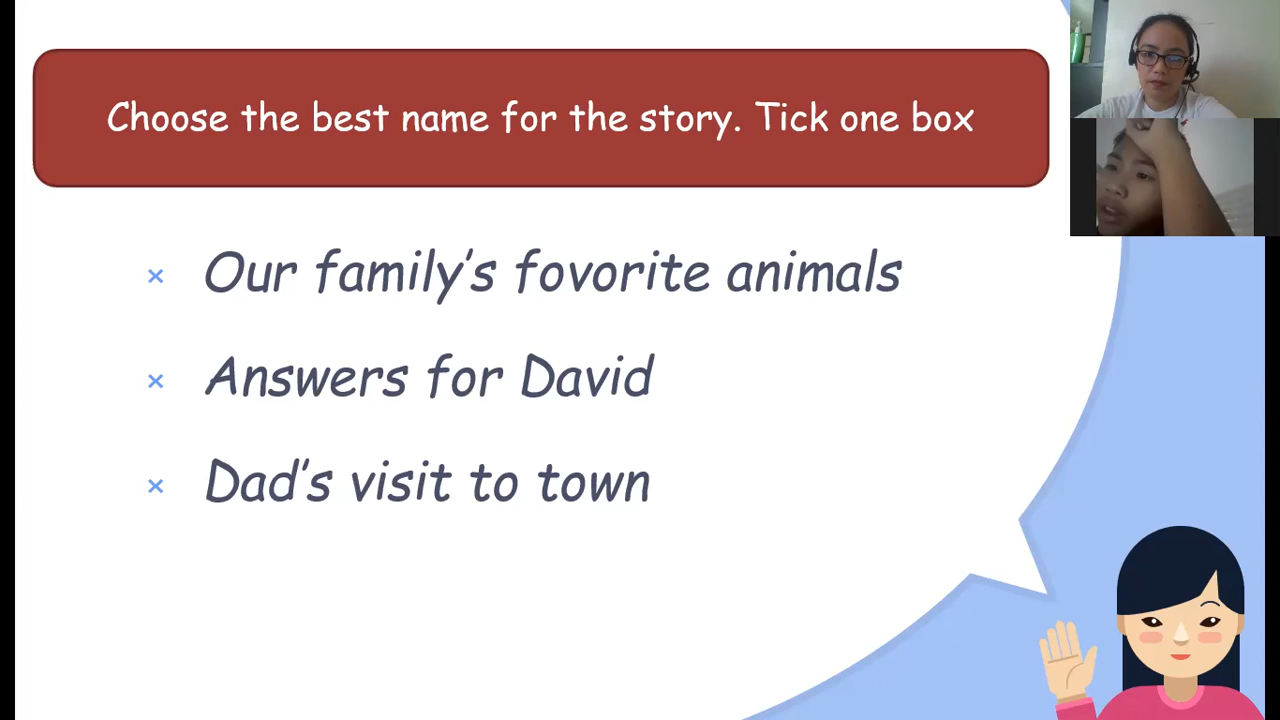 Choose the best name for the story. Tick one box
× Our family's fovorite animals
× Answers for David
× Dad's visit to town